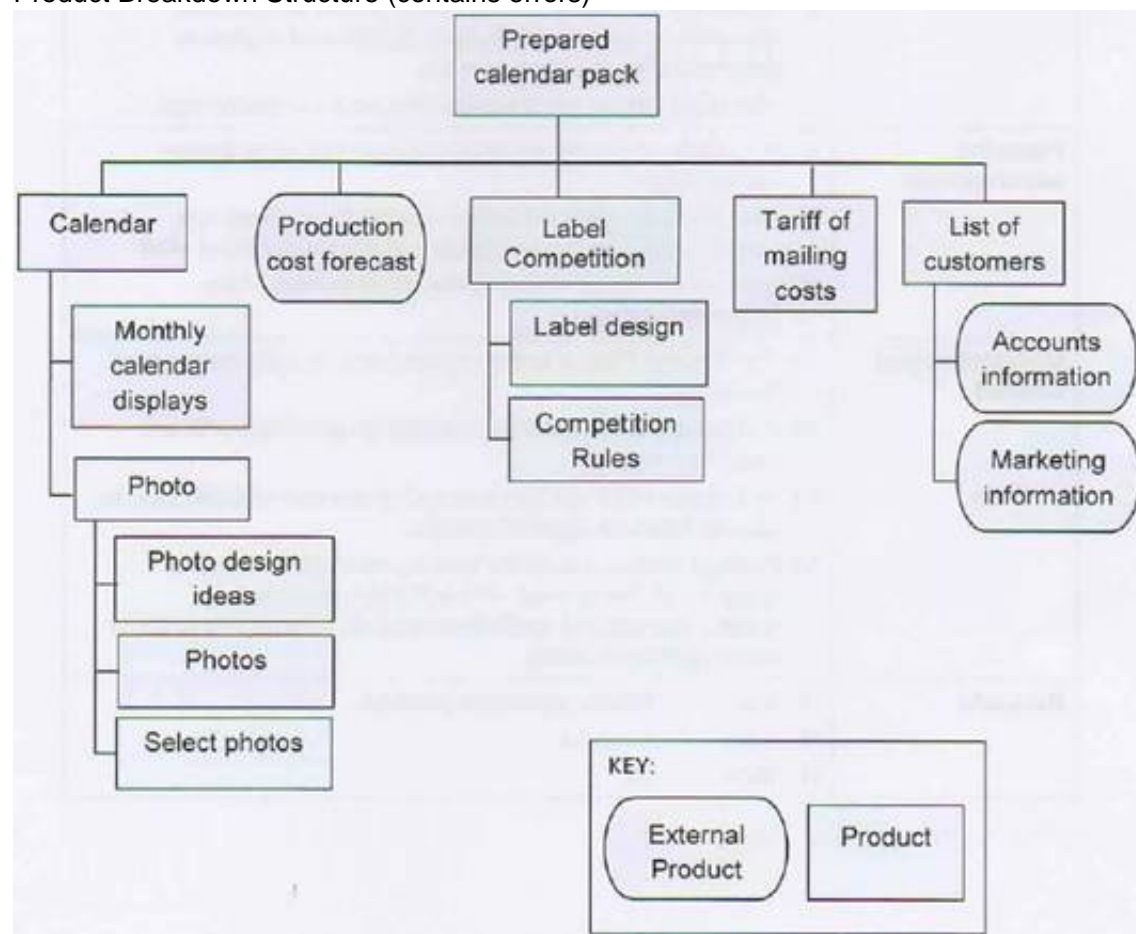 Product Breakdown Structure (contains errors)
Prepared
calendar pack
Calendar
Production
cost forecast
Label
Competition
Tariff of
mailing
costs
List of
customers
Monthly
calendar
displays
Label design
Accounts
information
Competition
Rules
Marketing
information
Photo
Photo design
ideas
Photos
Select photos
KEY:
External
Product
Product